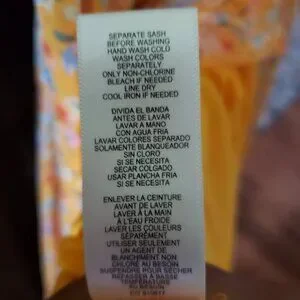 SEPARATE SASH
BEFORE WASHING
HAND WASH COLD
WASH COLORS
SEPARATELY
ONLY NON-CHLORINE
BLEACH IF NEEDED
LINE DRY
COOL IRON IF NEEDED
DIVIDA EL BANDA
ANTES DE LAVAR
LAVAR A MANO
CON AGUA FRIA
LAVAR COLORES SEPARADO
SOLAMENTE BLANQUEADOR
SIN CLORO
SI SE NECESITA
SECAR COLGADO
USAR PLANCHA FRIA
SI SE NECESITA
ENLEVER LA CEINTURE
AVANT DE LAVER
LAVER À LA MAIN
À L'EAU FROIDE
LAVER LES COULEURS
SÉPARÉMENT
UTILISER SEULEMENT
UN AGENT DE
BLANCHIMENT NON
CHLORÉ AU BESOIN
SUSPENDRE POUR SÉCHER
REPASSER À BASSE
TEMPÉRATURE
AU BESOIN